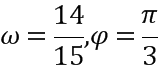 ω = 14/15, φ = π/3